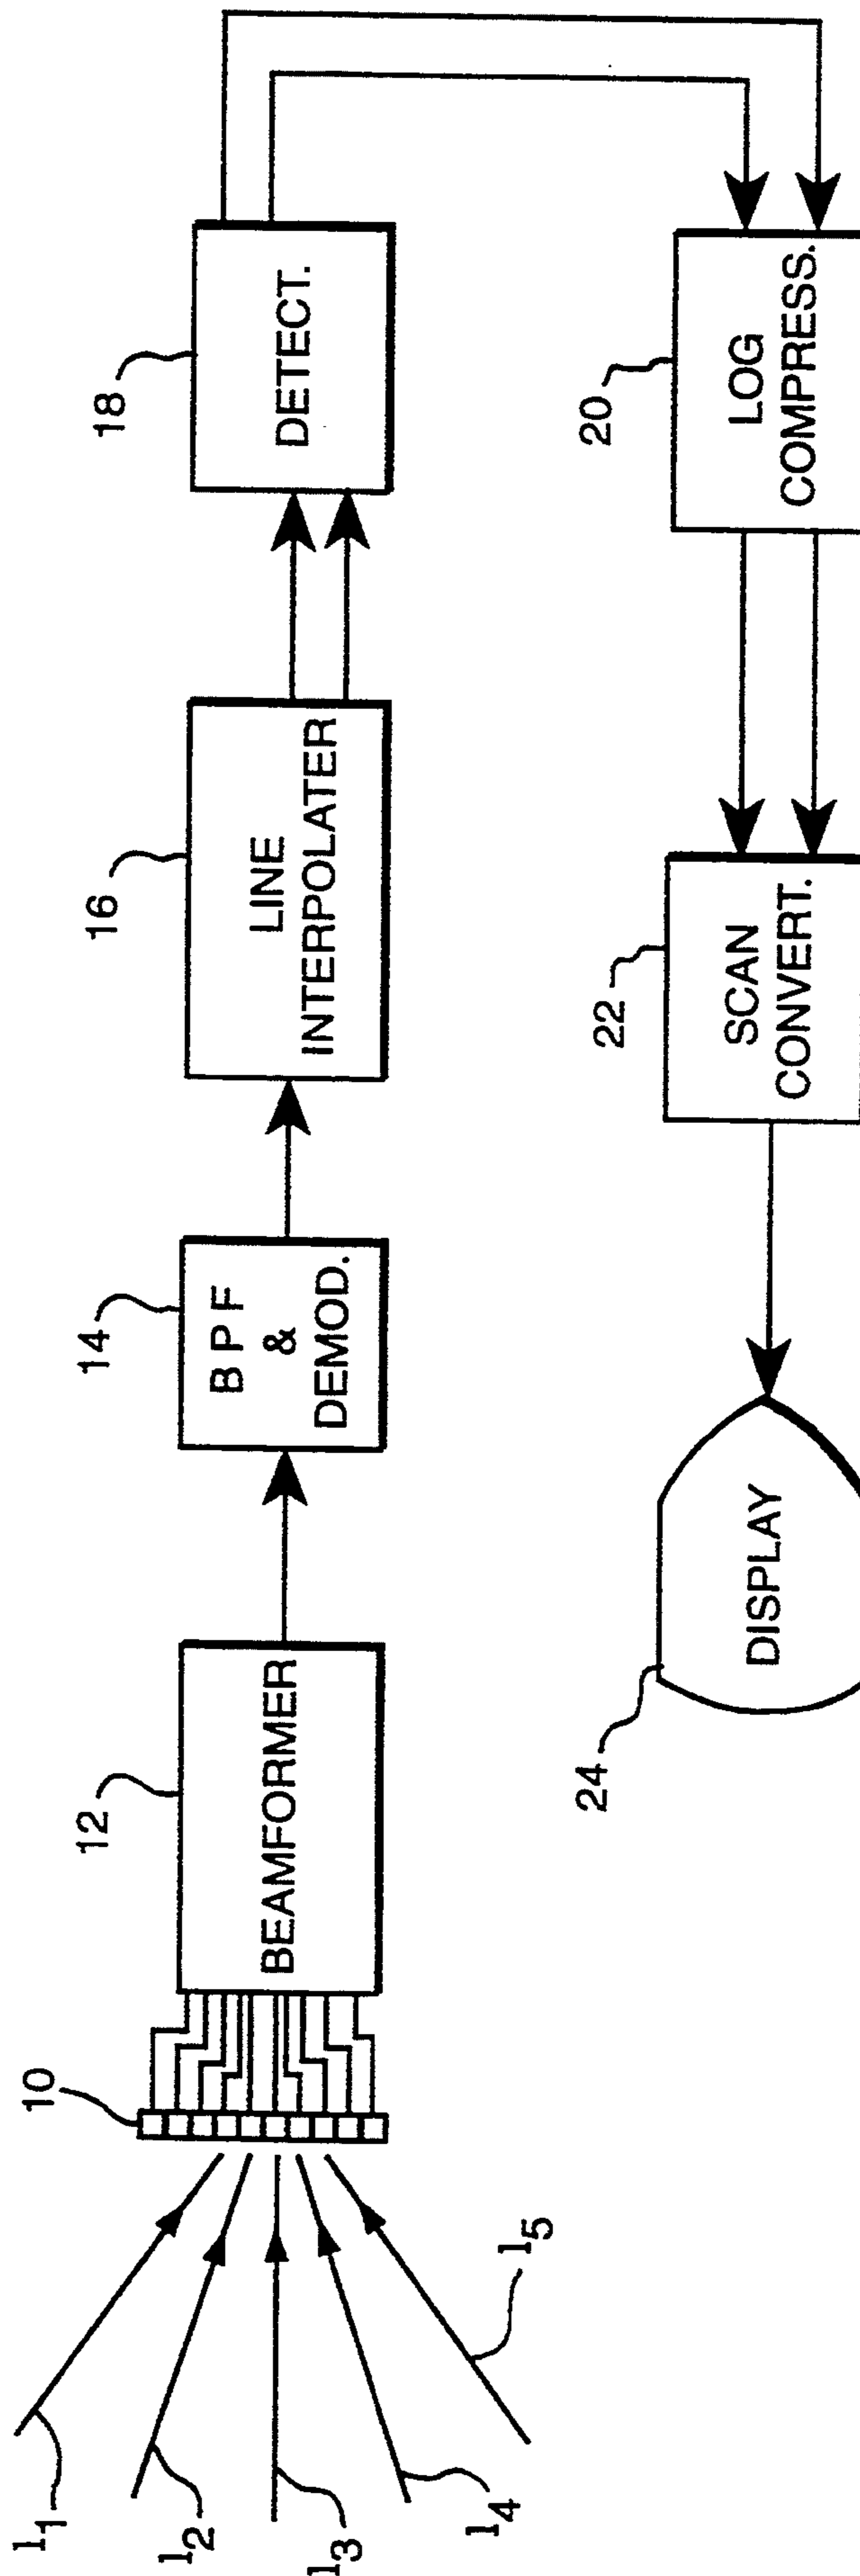 l1
l2
l3
l4
l5
10
12
BEAMFORMER
14
B P F
&
DEMOD.
16
LINE
INTERPOLATER
18
DETECT.
20
LOG
COMPRESS.
22
SCAN
CONVERT.
24
DISPLAY